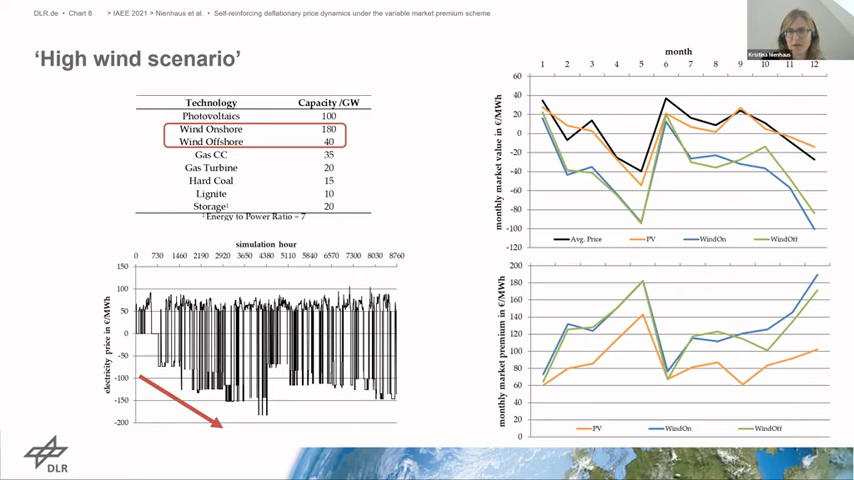 DLR.de • Chart 8 > IAEE 2021 > Nienhaus et al. • Self-reinforcing deflationary price dynamics under the variable market premium scheme
Kristina Nienhaus
'High wind scenario'
Technology Capacity /GW
Photovoltaics 100
Wind Onshore 180
Wind Offshore 40
Gas CC 35
Gas Turbine 20
Hard Coal 15
Lignite 10
Storage¹ 20
¹ Energy to Power Ratio = 7
simulation hour
0 730 1460 2190 2920 3650 4380 5110 5840 6570 7300 8030 8760
electricity price in €/MWh
150
100
50
0
-50
-100
-150
-200
month
1 2 3 4 5 6 7 8 9 10 11 12
monthly market value in €/MWh
60
40
20
0
-20
-40
-60
-80
-100
-120
Avg. Price PV WindOn WindOff
monthly market premium in €/MWh
200
180
160
140
120
100
80
60
40
20
0
PV WindOn WindOff
DLR